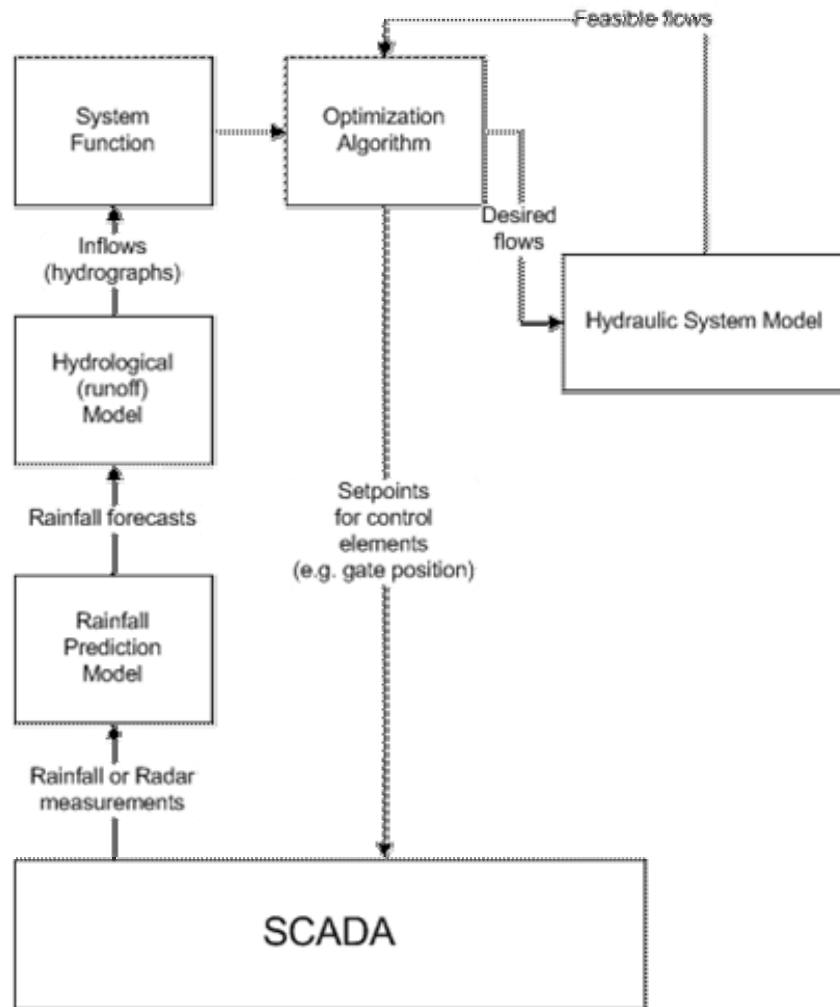 Feasible flows
System
Function
Optimization
Algorithm
Desired
flows
Inflows
(hydrographs)
Hydraulic System Model
Hydrological
(runoff)
Model
Setpoints
for control
elements
(e.g. gate position)
Rainfall forecasts
Rainfall
Prediction
Model
Rainfall or Radar
measurements
SCADA